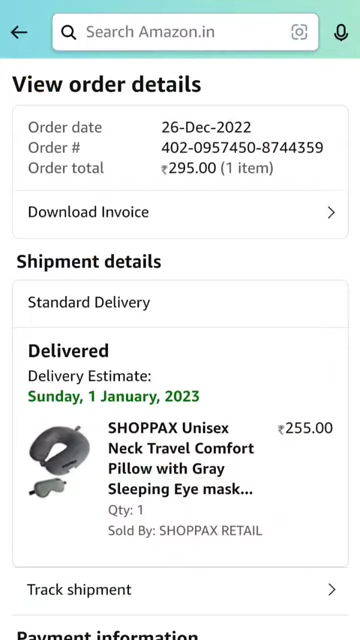 Search Amazon.in
View order details
Order date 26-Dec-2022
Order # 402-0957450-8744359
Order total ₹295.00 (1 item)
Download Invoice
Shipment details
Standard Delivery
Delivered
Delivery Estimate:
Sunday, 1 January, 2023
SHOPPAX Unisex ₹255.00
Neck Travel Comfort
Pillow with Gray
Sleeping Eye mask...
Qty: 1
Sold By: SHOPPAX RETAIL
Track shipment
Payment information